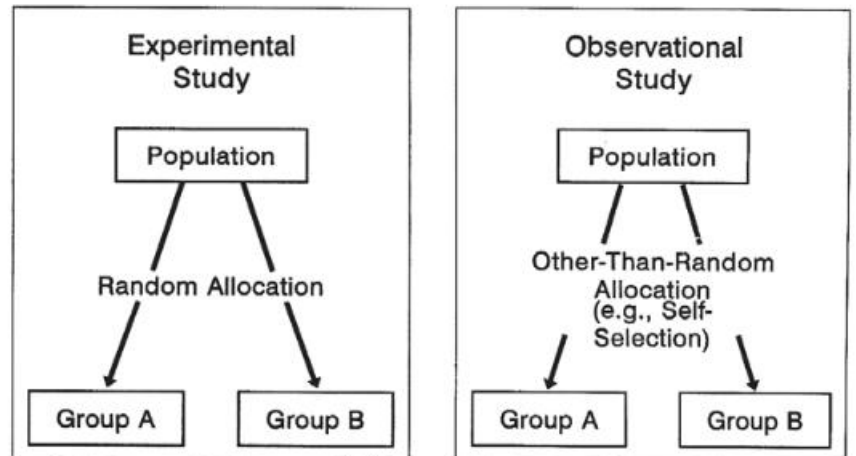 Experimental
Study
Population
Random Allocation
Group A
Group B
Observational
Study
Population
Other-Than-Random
Allocation
(e.g., Self-
Selection)
Group A
Group B